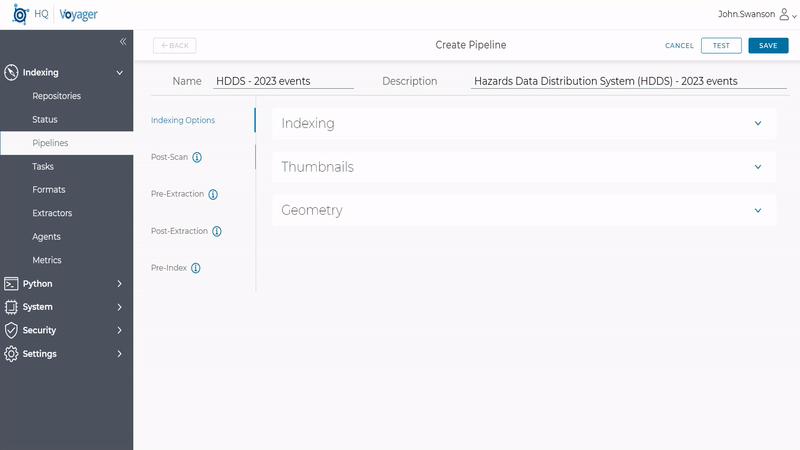 HQ Voyager John.Swanson
← BACK Create Pipeline CANCEL TEST SAVE
Name HDDS - 2023 events Description Hazards Data Distribution System (HDDS) - 2023 events
Indexing
Repositories
Status
Pipelines
Tasks
Formats
Extractors
Agents
Metrics
Python
System
Security
Settings
Indexing Options
Post-Scan
Pre-Extraction
Post-Extraction
Pre-Index
Indexing
Thumbnails
Geometry